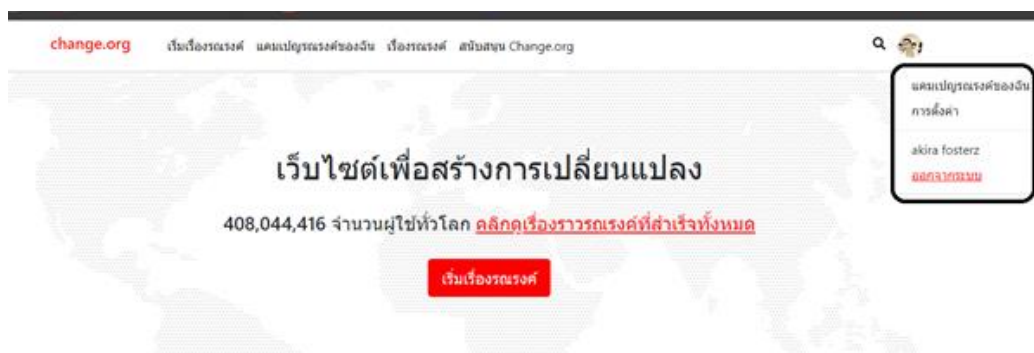 change.org เริ่มเรื่องรณรงค์ แคมเปญรณรงค์ของฉัน เรื่องรณรงค์ สนับสนุน Change.org
แคมเปญรณรงค์ของฉัน
การตั้งค่า
akira fosterz
ออกจากระบบ
เว็บไซต์เพื่อสร้างการเปลี่ยนแปลง
408,044,416 จำนวนผู้ใช้ทั่วโลก คลิกดูเรื่องราวรณรงค์ที่สำเร็จทั้งหมด
เริ่มเรื่องรณรงค์